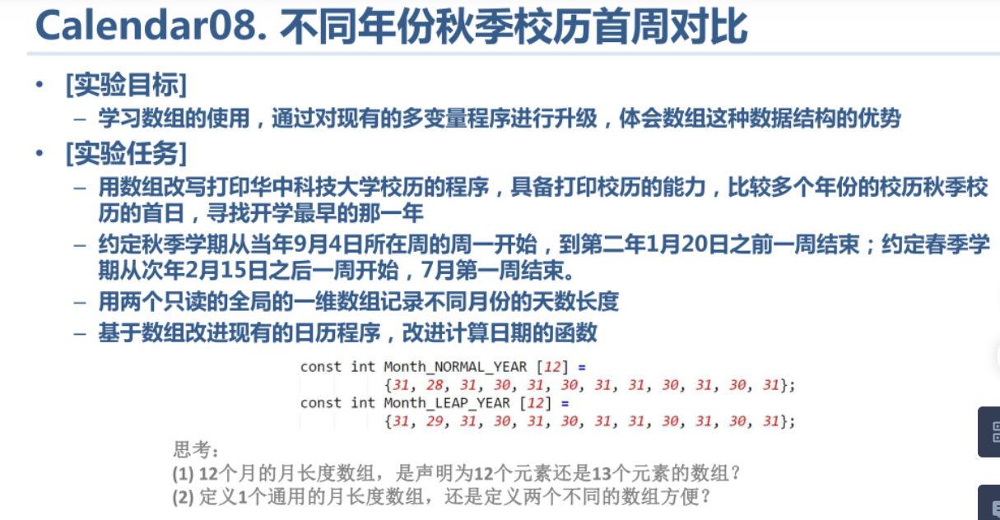 Calendar08. 不同年份秋季校历首周对比
• [实验目标]
– 学习数组的使用，通过对现有的多变量程序进行升级，体会数组这种数据结构的优势
• [实验任务]
– 用数组改写打印华中科技大学校历的程序，具备打印校历的能力，比较多个年份的校历秋季校
历的首日，寻找开学最早的那一年
– 约定秋季学期从当年9月4日所在周的周一开始，到第二年1月20日之前一周结束；约定春季学
期从次年2月15日之后一周开始，7月第一周结束。
– 用两个只读的全局的一维数组记录不同月份的天数长度
– 基于数组改进现有的日历程序，改进计算日期的函数
const int Month_NORMAL_YEAR [12] =
{31, 28, 31, 30, 31, 30, 31, 31, 30, 31, 30, 31};
const int Month_LEAP_YEAR [12] =
{31, 29, 31, 30, 31, 30, 31, 31, 30, 31, 30, 31};
思考：
(1) 12个月的月长度数组，是声明为12个元素还是13个元素的数组？
(2) 定义1个通用的月长度数组，还是定义两个不同的数组方便？